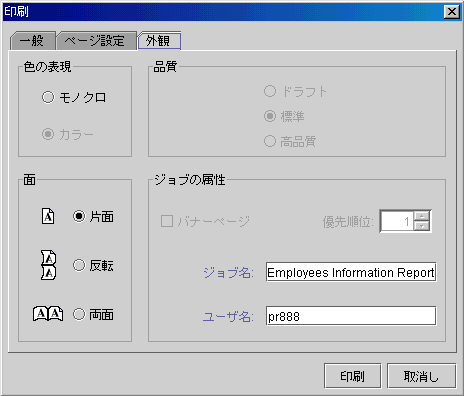 印刷
一般 ページ設定 外観
色の表現
モノクロ
カラー
品質
ドラフト
標準
高品質
面
A 片面
反転
両面
ジョブの属性
バナーページ 優先順位: 1
ジョブ名: Employees Information Report
ユーザ名: pr888
印刷 取消し